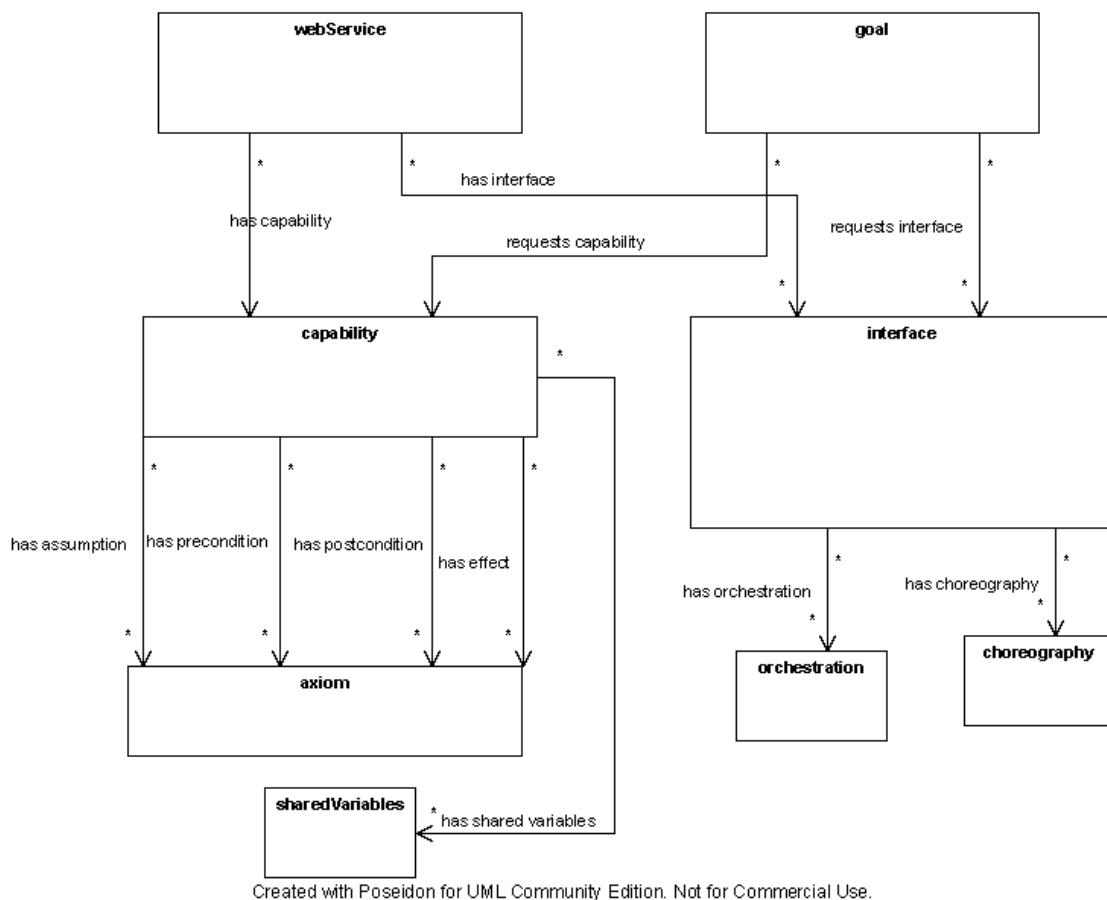 webService
goal
*
*
*
*
has interface
has capability
requests capability
requests interface
*
*
capability
interface
*
*
*
*
*
has assumption
has precondition
has postcondition
has effect
*
*
has orchestration
has choreography
*
*
*
*
*
*
axiom
orchestration
choreography
sharedVariables
*
has shared variables
Created with Poseidon for UML Community Edition. Not for Commercial Use.